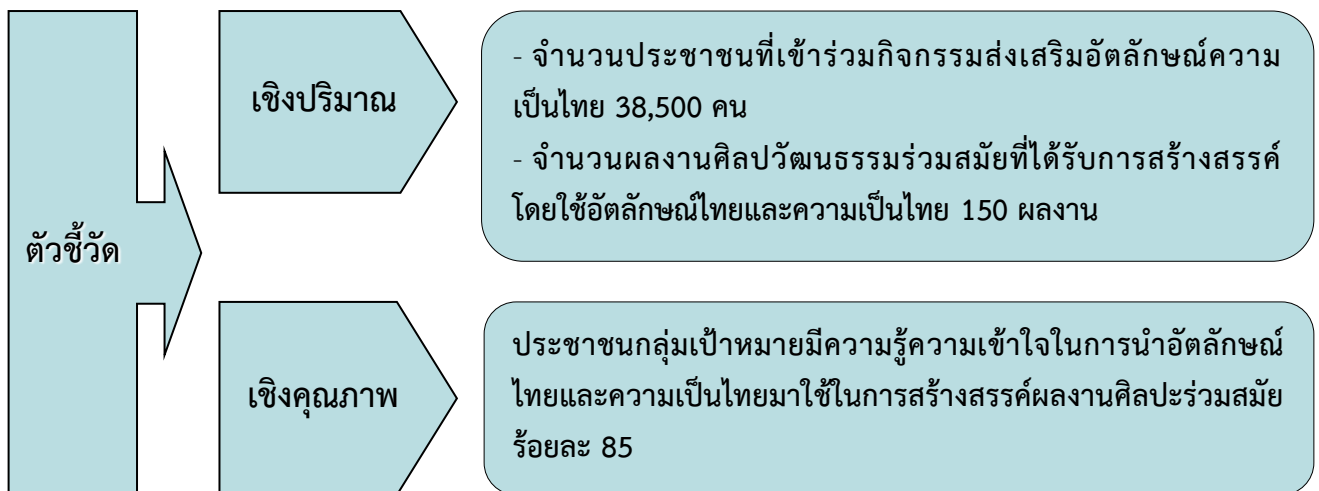 ตัวชี้วัด
เชิงปริมาณ
- จำนวนประชาชนที่เข้าร่วมกิจกรรมส่งเสริมอัตลักษณ์ความ
เป็นไทย 38,500 คน
- จำนวนผลงานศิลปวัฒนธรรมร่วมสมัยที่ได้รับการสร้างสรรค์
โดยใช้อัตลักษณ์ไทยและความเป็นไทย 150 ผลงาน
เชิงคุณภาพ
ประชาชนกลุ่มเป้าหมายมีความรู้ความเข้าใจในการนำอัตลักษณ์
ไทยและความเป็นไทยมาใช้ในการสร้างสรรค์ผลงานศิลปะร่วมสมัย
ร้อยละ 85